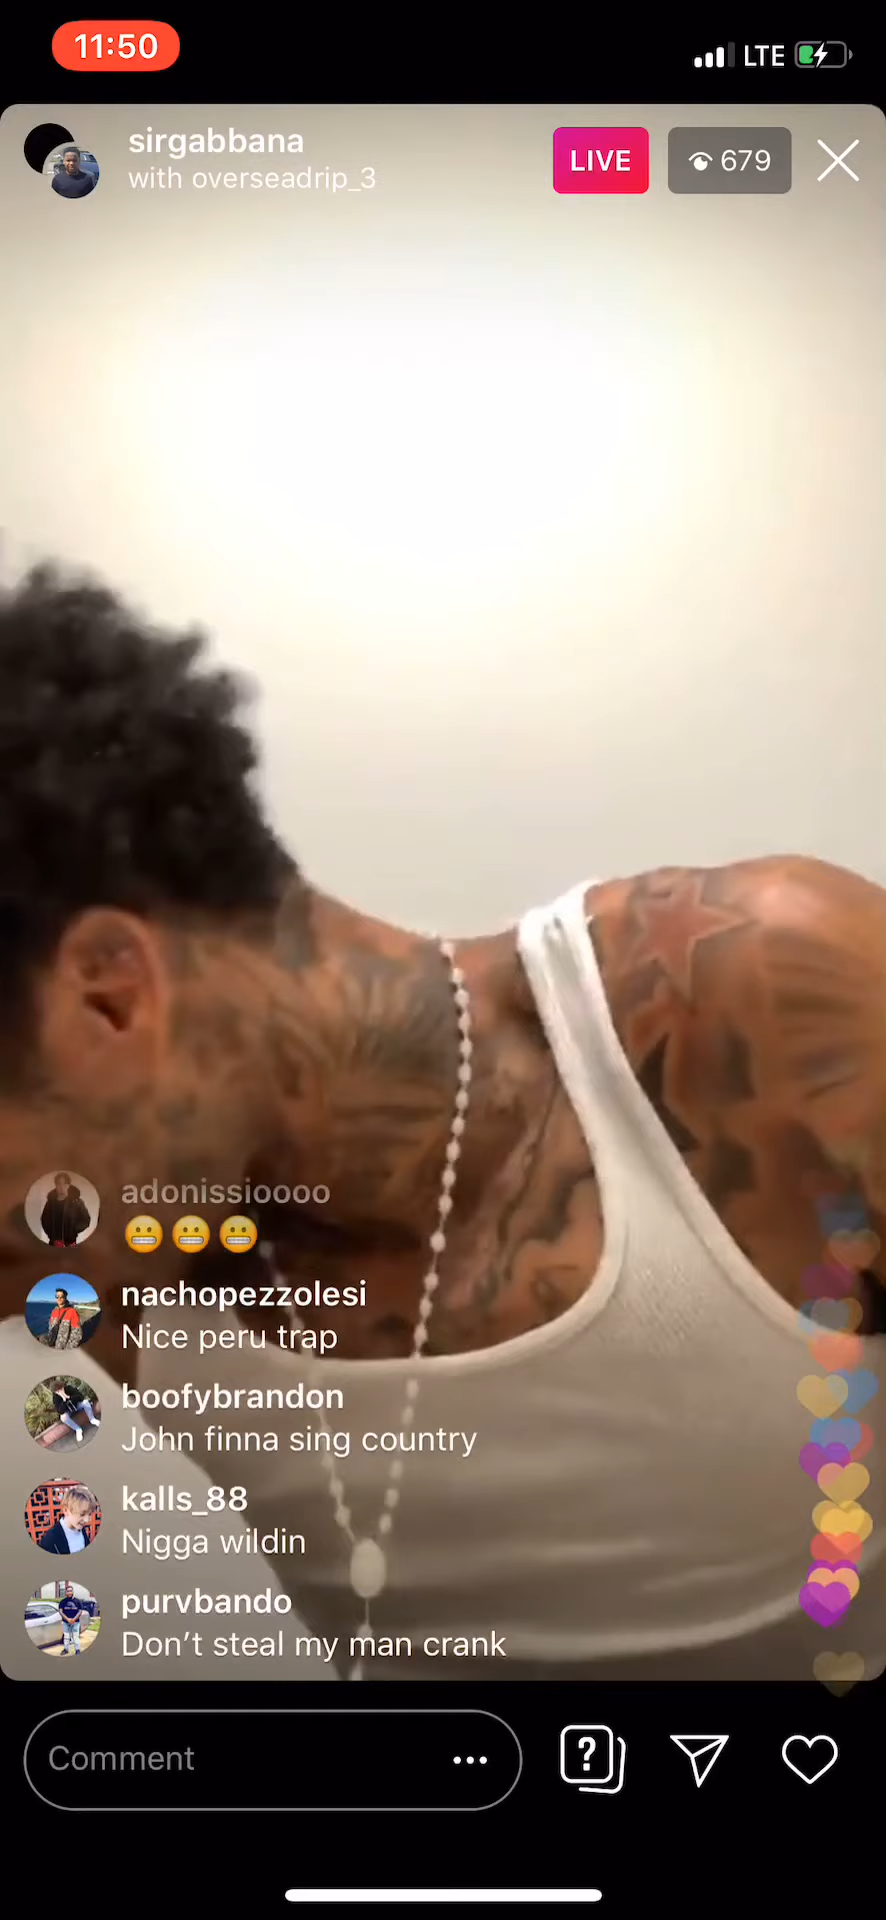 11:50
LTE
sirgabbana
with overseadrip_3
LIVE
679
adonissioooo
😬😬😬
nachopezzolesi
Nice peru trap
boofybrandon
John finna sing country
kalls_88
Nigga wildin
purvbando
Don't steal my man crank
Comment